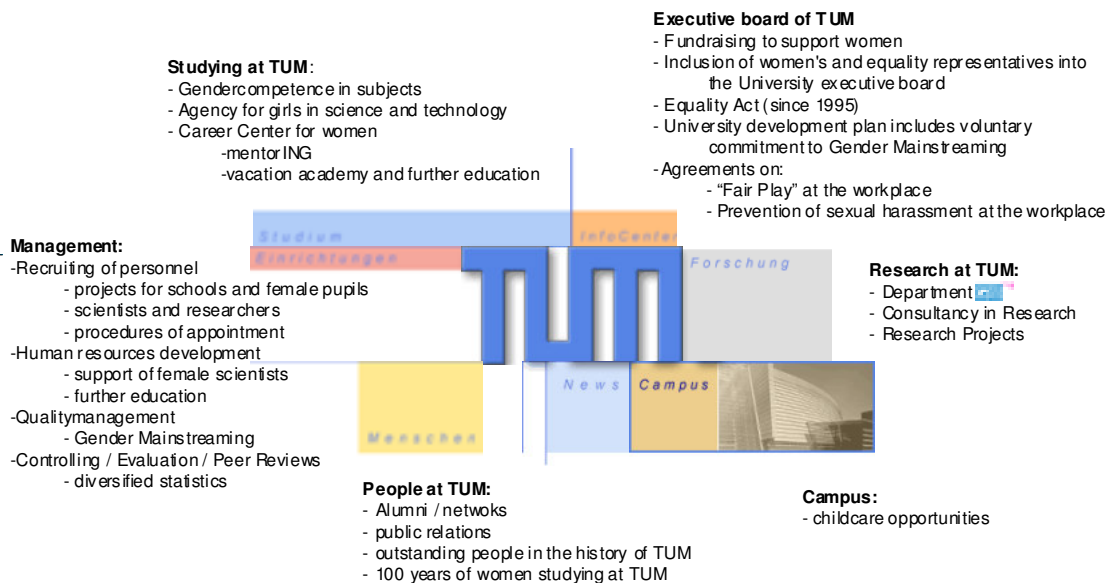 Executive board of TUM
- Fundraising to support women
- Inclusion of women's and equality representatives into
the University executive board
- Equality Act (since 1995)
- University development plan includes voluntary
commitment to Gender Mainstreaming
-Agreements on:
- “Fair Play” at the workplace
- Prevention of sexual harassment at the workplace
Studying at TUM:
- Gendercompetence in subjects
- Agency for girls in science and technology
- Career Center for women
-mentorING
-vacation academy and further education
Management:
-Recruiting of personnel
- projects for schools and female pupils
- scientists and researchers
- procedures of appointment
-Human resources development
- support of female scientists
- further education
-Qualitymanagement
- Gender Mainstreaming
-Controlling / Evaluation / Peer Reviews
- diversified statistics
Studium
InfoCenter
Einrichtungen
TUM
Forschung
News
Campus
Menschen
Research at TUM:
- Department
- Consultancy in Research
- Research Projects
People at TUM:
- Alumni / netwoks
- public relations
- outstanding people in the history of TUM
- 100 years of women studying at TUM
Campus:
- childcare opportunities